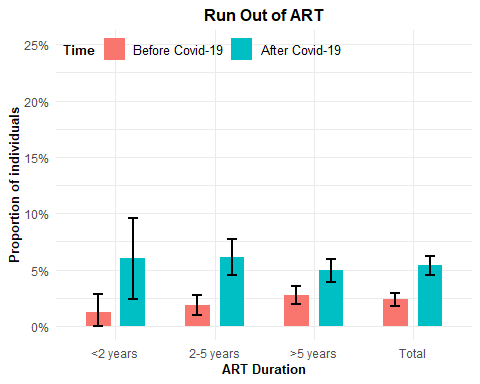 Run Out of ART
Time Before Covid-19 After Covid-19
Proportion of individuals
25%
20%
15%
10%
5%
0%
<2 years 2-5 years >5 years Total
ART Duration